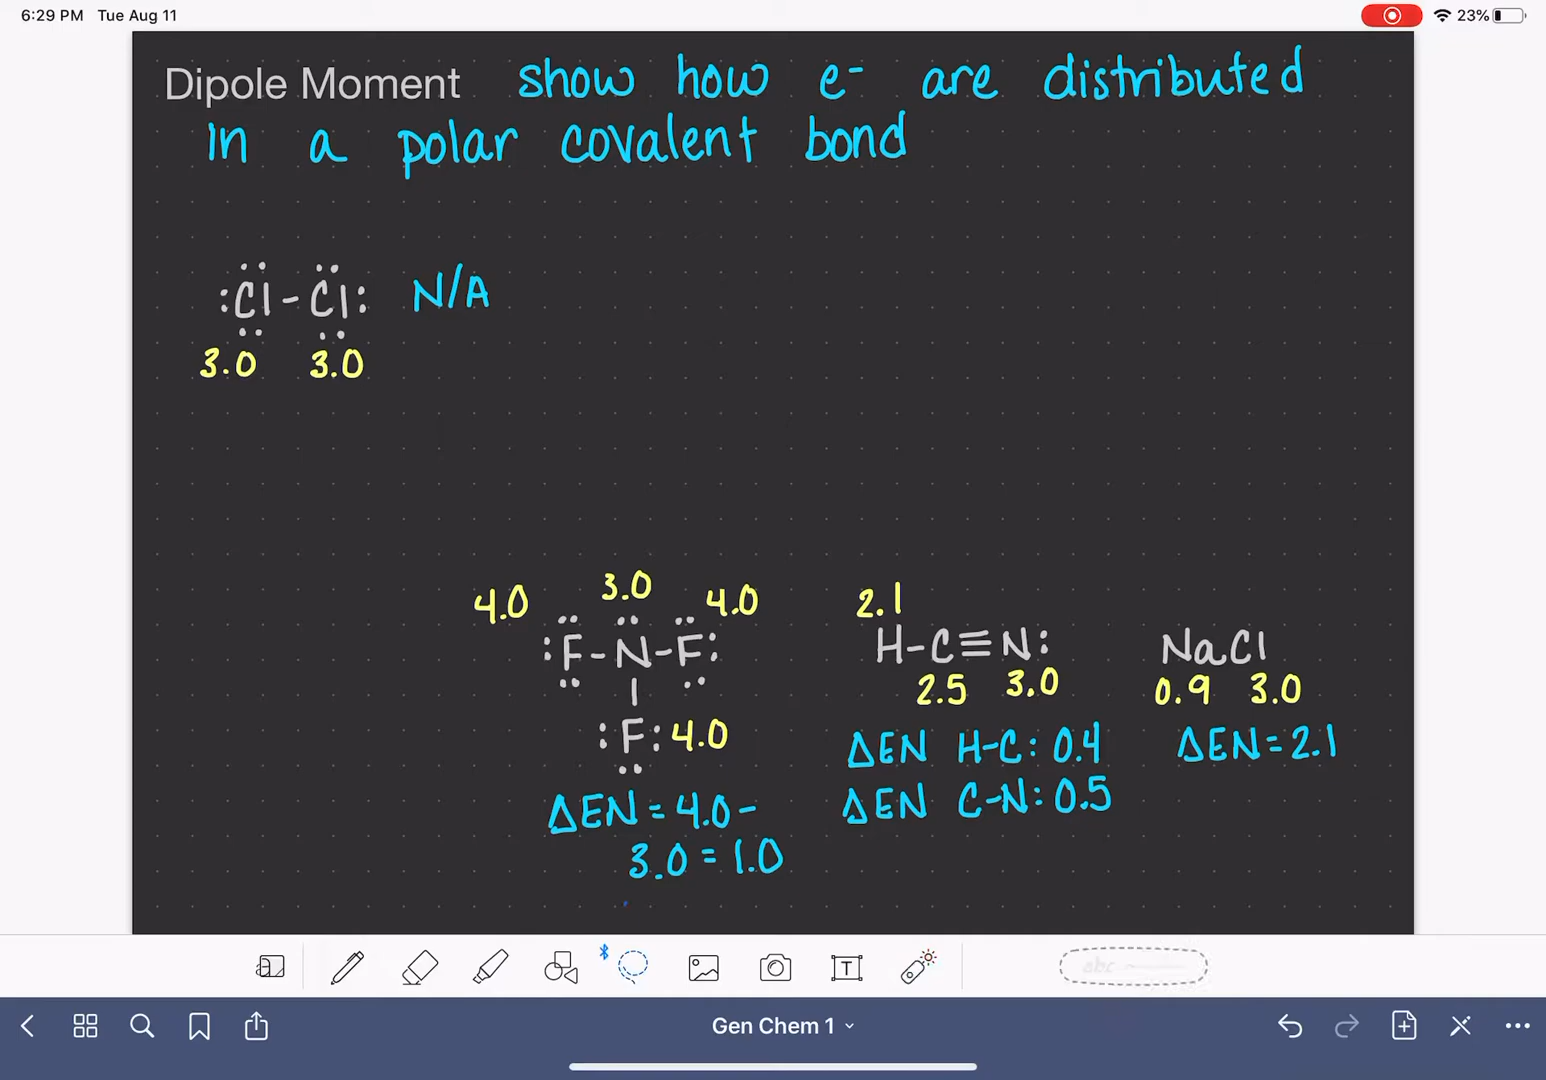 6:29 PM Tue Aug 11
23%
Dipole Moment show how e⁻ are distributed
in a polar covalent bond
:Cl-Cl: N/A
3.0 3.0
4.0 3.0 4.0
:F-N-F:
:F: 4.0
ΔEN = 4.0 -
3.0 = 1.0
2.1
H-C≡N:
2.5 3.0
ΔEN H-C: 0.4
ΔEN C-N: 0.5
NaCl
0.9 3.0
ΔEN = 2.1
T
abc
Gen Chem 1